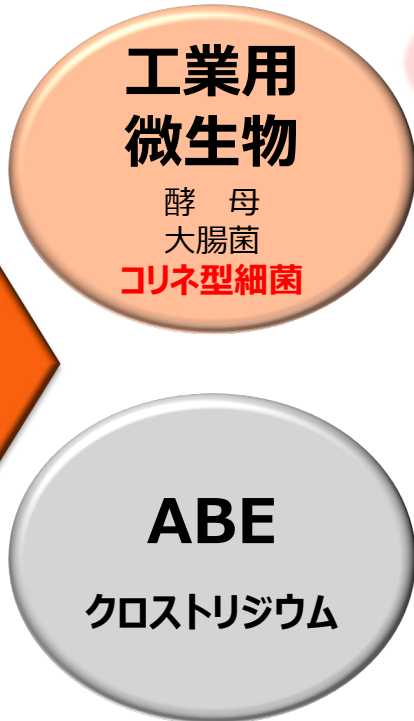 工業用
微生物
酵　母
大腸菌
コリネ型細菌
ABE
クロストリジウム